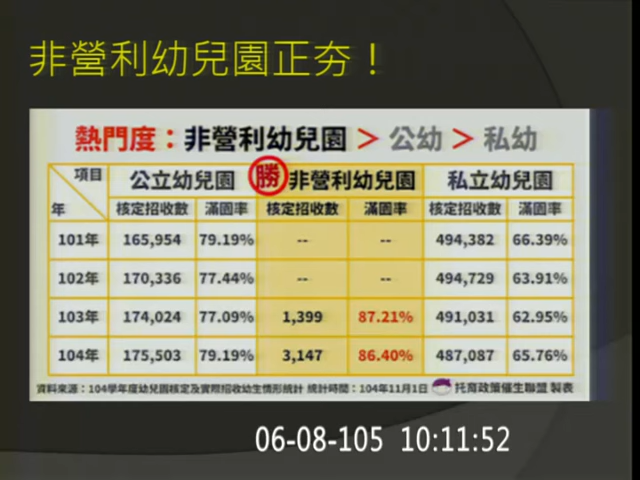 非營利幼兒園正夯！
熱門度：非營利幼兒園 > 公幼 > 私幼
項目 年 公立幼兒園 勝 非營利幼兒園 私立幼兒園
核定招收數 滿園率 核定招收數 滿園率 核定招收數 滿園率
101年 165,954 79.19% -- -- 494,382 66.39%
102年 170,336 77.44% -- -- 494,729 63.91%
103年 174,024 77.09% 1,399 87.21% 491,031 62.95%
104年 175,503 79.19% 3,147 86.40% 487,087 65.76%
資料來源：104學年度幼兒園核定及實際招收幼生情形統計 統計時間：104年11月1日 托育政策催生聯盟 製表
06-08-105 10:11:52